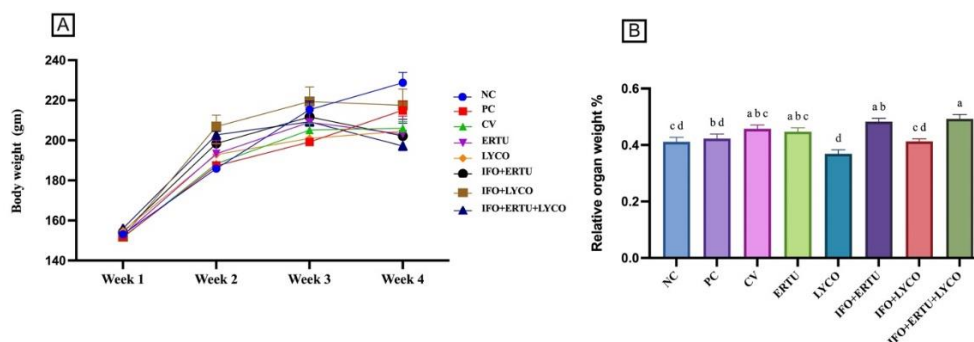 A
Body weight (gm)
240
220
200
180
160
140
Week 1 Week 2 Week 3 Week 4
NC
PC
CV
ERTU
LYCO
IFO+ERTU
IFO+LYCO
IFO+ERTU+LYCO
B
Relative organ weight %
0.6
0.4
0.2
0.0
c d b d a b c a b c d a b c d a
NC PC CV ERTU LYCO IFO+ERTU IFO+LYCO IFO+ERTU+LYCO